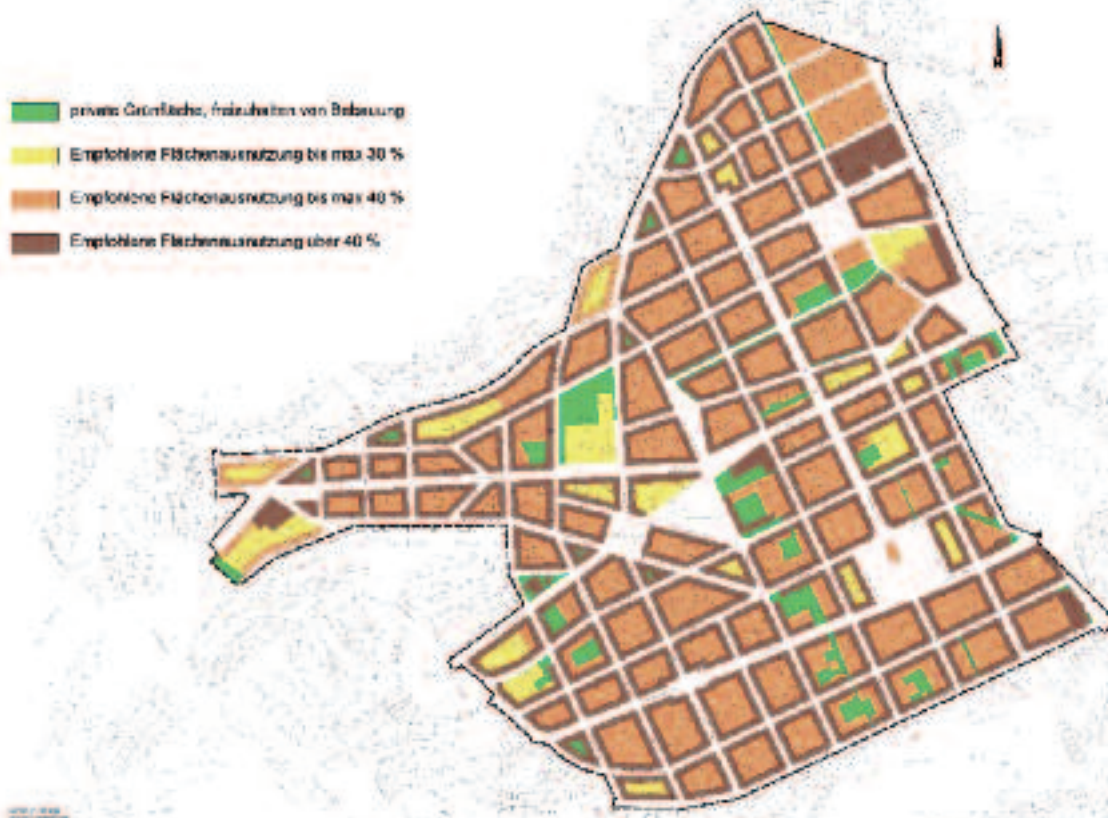 private Grünfläche, freizuhalten von Bebauung
Empfohlene Flächenausnutzung bis max 30 %
Empfohlene Flächenausnutzung bis max 40 %
Empfohlene Flächenausnutzung über 40 %
N